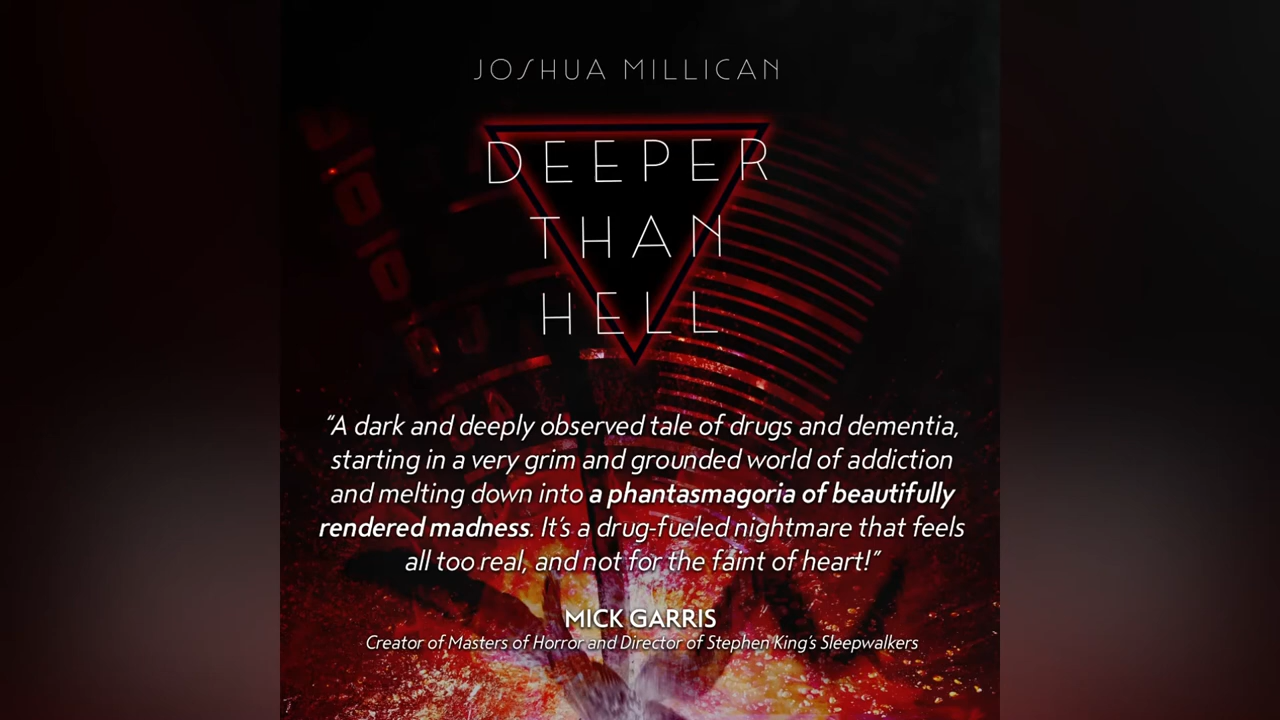 JOSHUA MILLICAN
DEEPER
THAN
HELL
“A dark and deeply observed tale of drugs and dementia,
starting in a very grim and grounded world of addiction
and melting down into a phantasmagoria of beautifully
rendered madness. It’s a drug-fueled nightmare that feels
all too real, and not for the faint of heart!”
MICK GARRIS
Creator of Masters of Horror and Director of Stephen King’s Sleepwalkers